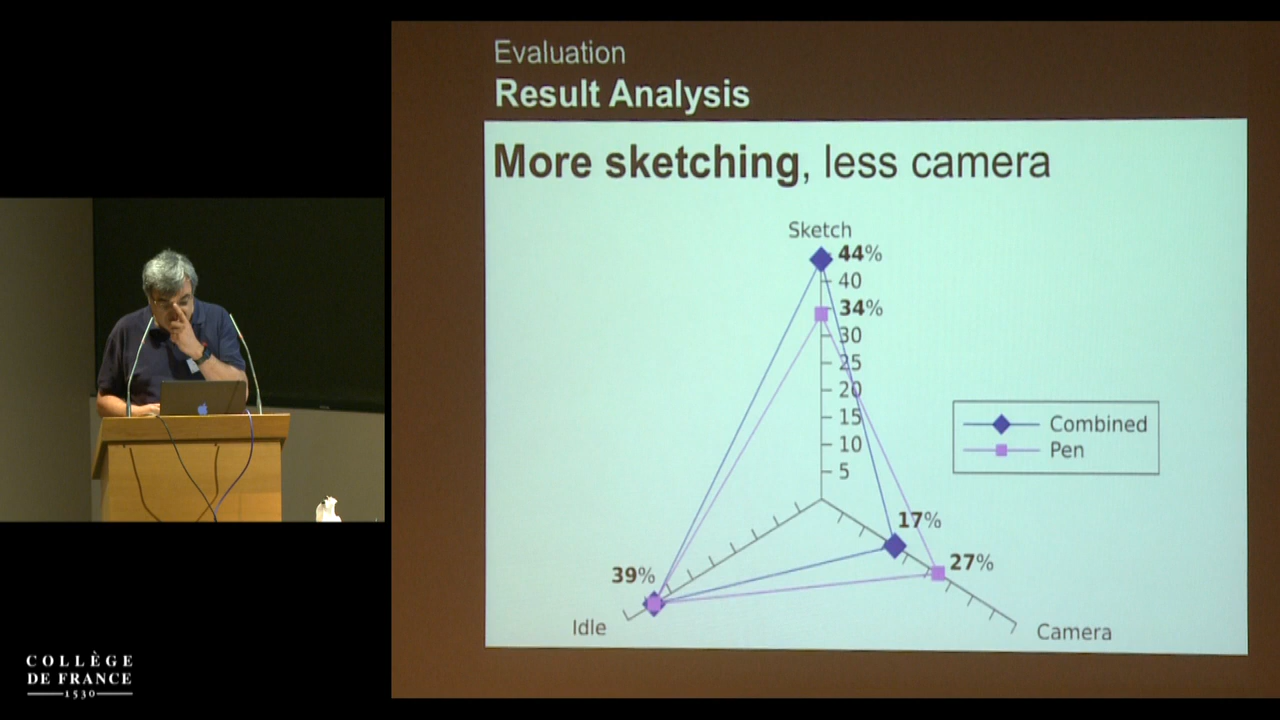 Evaluation
Result Analysis
More sketching, less camera
Sketch
44%
40
34%
30
25
20
15
10
5
Combined
Pen
17%
27%
39%
Idle
Camera
COLLÈGE
DE FRANCE
1530